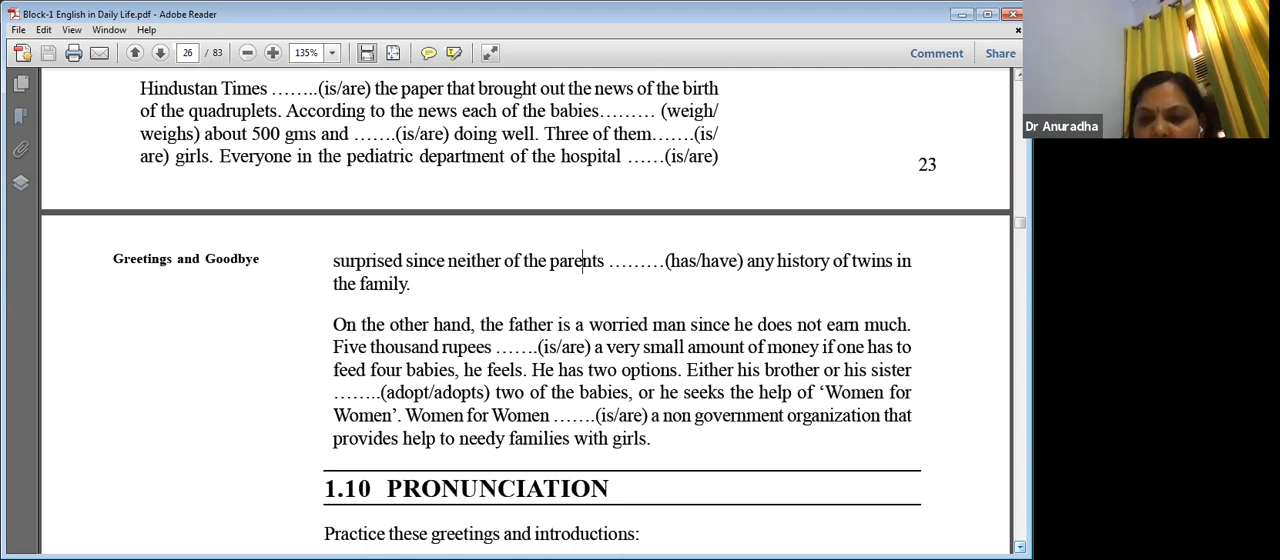 Block-1 English in Daily Life.pdf - Adobe Reader
File Edit View Window Help
26 / 83 135% Comment Share
Hindustan Times ……..(is/are) the paper that brought out the news of the birth
of the quadruplets. According to the news each of the babies……… (weigh/
weighs) about 500 gms and …….(is/are) doing well. Three of them…….(is/
are) girls. Everyone in the pediatric department of the hospital ……(is/are)
23
Greetings and Goodbye
surprised since neither of the parents ………(has/have) any history of twins in
the family.
On the other hand, the father is a worried man since he does not earn much.
Five thousand rupees …….(is/are) a very small amount of money if one has to
feed four babies, he feels. He has two options. Either his brother or his sister
……..(adopt/adopts) two of the babies, or he seeks the help of ‘Women for
Women’. Women for Women …….(is/are) a non government organization that
provides help to needy families with girls.
1.10 PRONUNCIATION
Practice these greetings and introductions:
Dr Anuradha